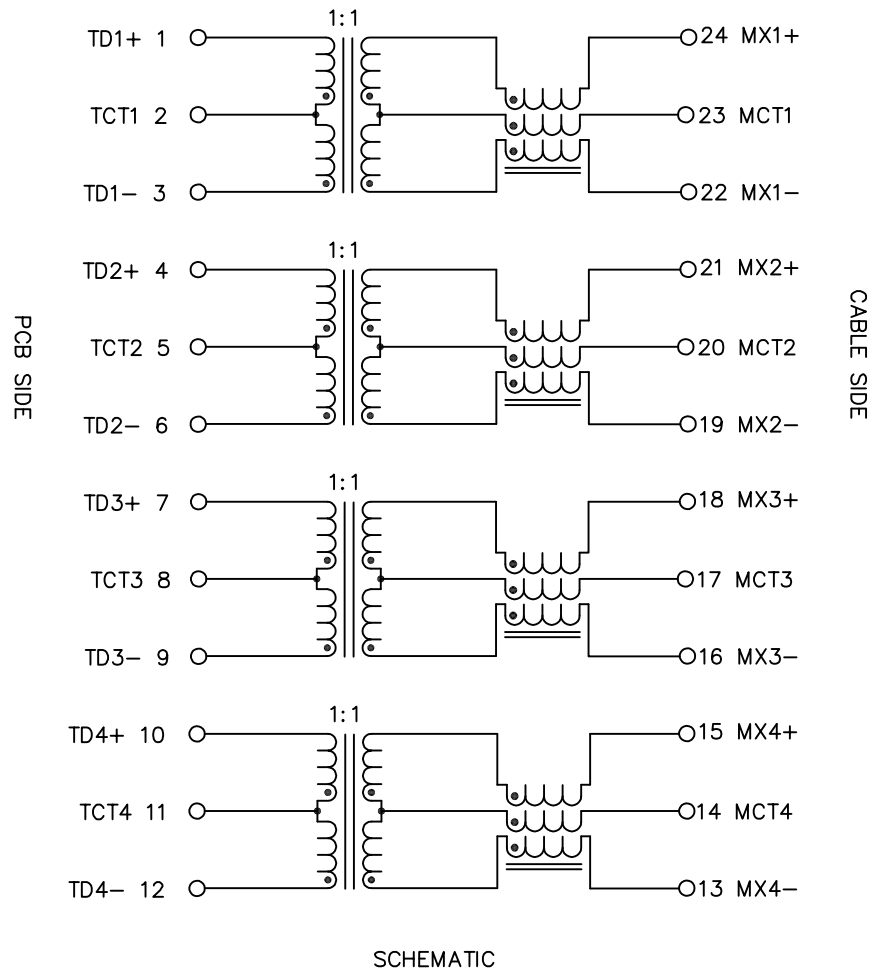 1:1
TD1+ 1
24 MX1+
TCT1 2
23 MCT1
TD1− 3
22 MX1−
1:1
TD2+ 4
21 MX2+
TCT2 5
20 MCT2
TD2− 6
19 MX2−
PCB SIDE
CABLE SIDE
1:1
TD3+ 7
18 MX3+
TCT3 8
17 MCT3
TD3− 9
16 MX3−
1:1
TD4+ 10
15 MX4+
TCT4 11
14 MCT4
TD4− 12
13 MX4−
SCHEMATIC